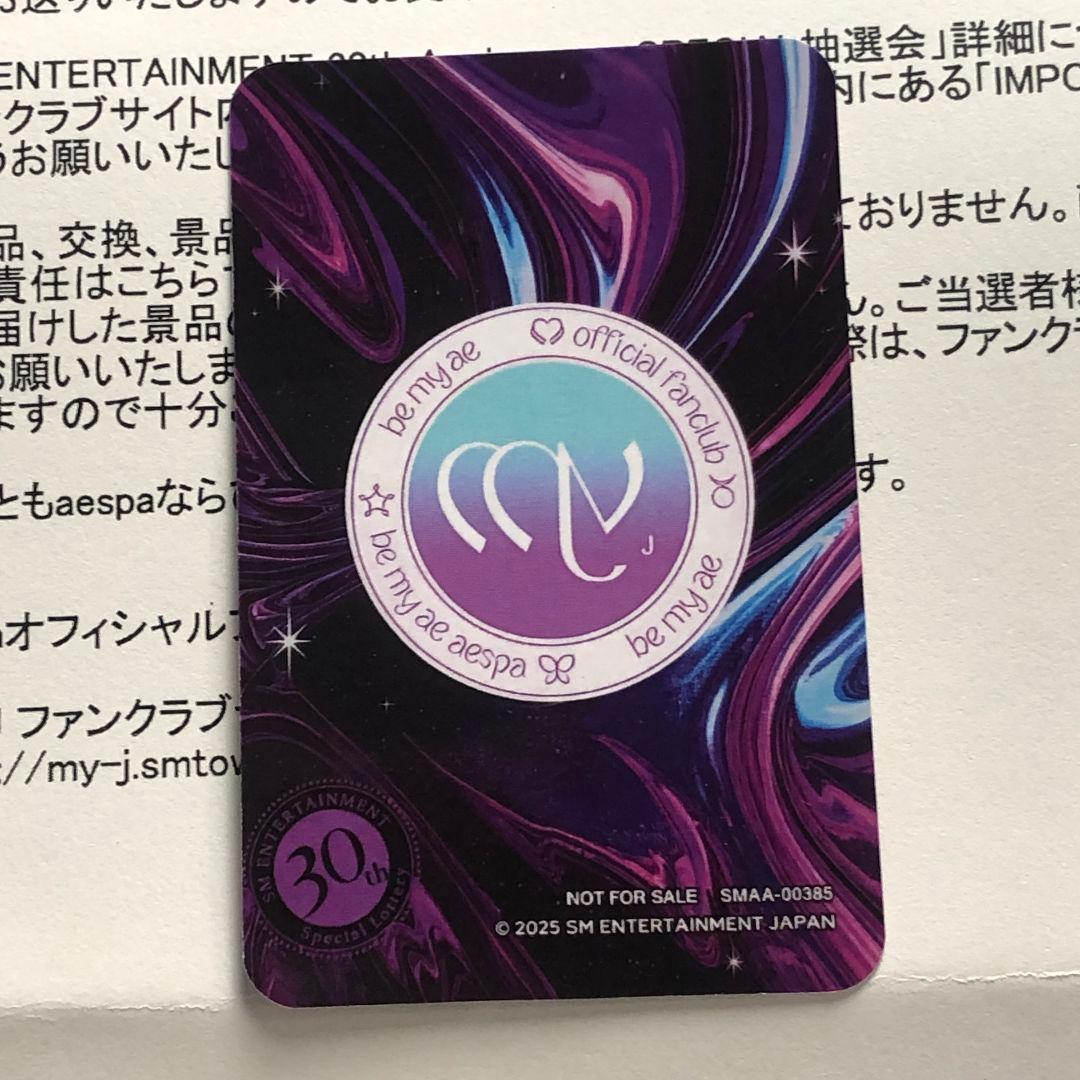 ENTERTAINMENT
抽選会」詳細に
クラブサイト内
内にある「IMPO
お願いいたし
ておりません。
品、交換、景品
責任はこちら
ん。ご当選者様
届けした景品
際は、ファンク
お願いいたしま
ますので十分
ともaespaなら
す。
オフィシャル
ファンクラブ
://my-j.smtow
be my ae
official fanclub
be my ae
be my ae aespa
my
J
SM ENTERTAINMENT
30th
Special Lottery
NOT FOR SALE SMAA-00385
© 2025 SM ENTERTAINMENT JAPAN